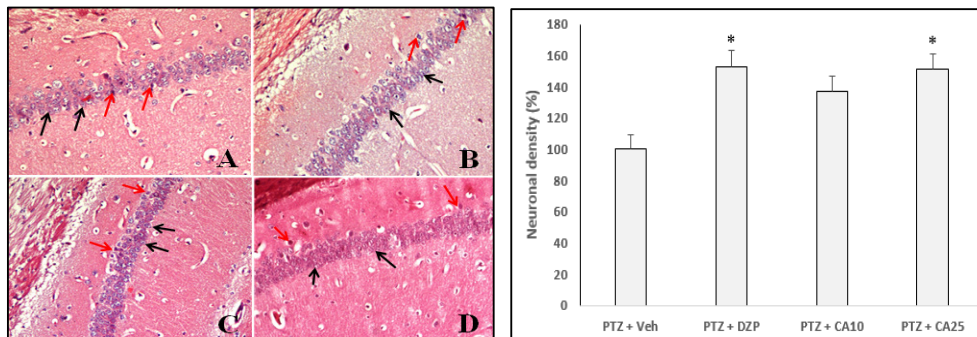 A
B
C
D
Neuronal density (%)
180
160
140
120
100
80
60
40
20
0
*
*
PTZ + Veh
PTZ + DZP
PTZ + CA10
PTZ + CA25